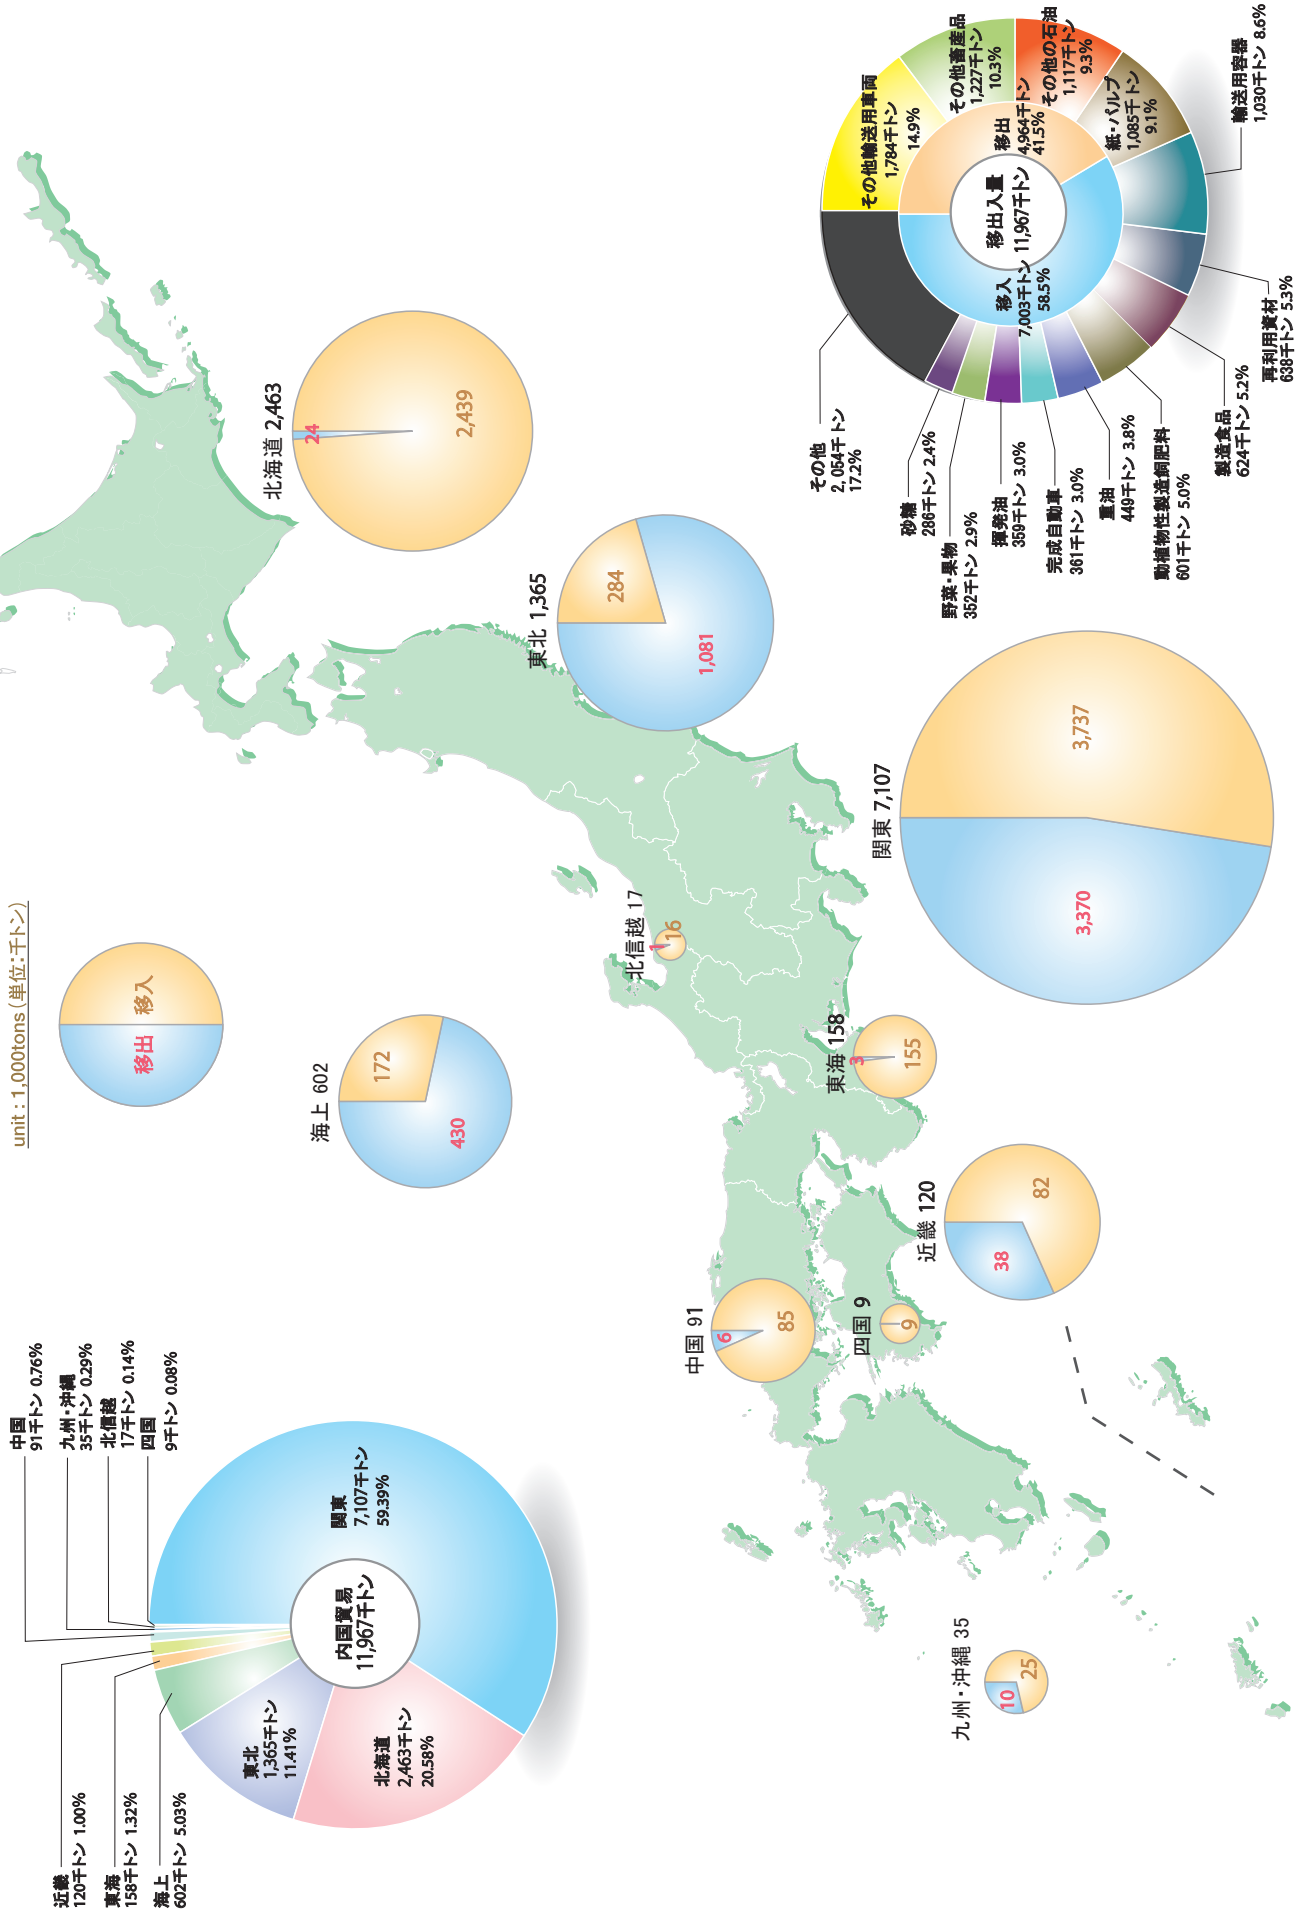 unit : 1,000tons（単位：千トン）
移出
移入
中国
91千トン 0.76%
九州・沖縄
35千トン 0.29%
北信越
17千トン 0.14%
四国
9千トン 0.08%
近畿
120千トン 1.00%
東海
158千トン 1.32%
海上
602千トン 5.03%
東北
1,365千トン
11.41%
北海道
2,463千トン
20.58%
関東
7,107千トン
59.39%
内国貿易
11,967千トン
海上 602
172
430
北海道 2,463
24
2,439
東北 1,365
284
1,081
北信越 17
1
16
関東 7,107
3,737
3,370
東海 158
3
155
近畿 120
38
82
中国 91
6
85
四国 9
9
九州・沖縄 35
10
25
移出入量
11,967千トン
移出
4,964千トン
41.5%
移入
7,003千トン
58.5%
その他輸送用車両
1,784千トン
14.9%
その他畜産品
1,227千トン
10.3%
その他の石油
1,117千トン
9.3%
紙・パルプ
1,085千トン
9.1%
輸送用容器
1,030千トン 8.6%
再利用資材
638千トン 5.3%
製造食品
624千トン 5.2%
動植物性製造飼肥料
601千トン 5.0%
重油
449千トン 3.8%
完成自動車
361千トン 3.0%
揮発油
359千トン 3.0%
野菜・果物
352千トン 2.9%
砂糖
286千トン 2.4%
その他
2,054千トン
17.2%